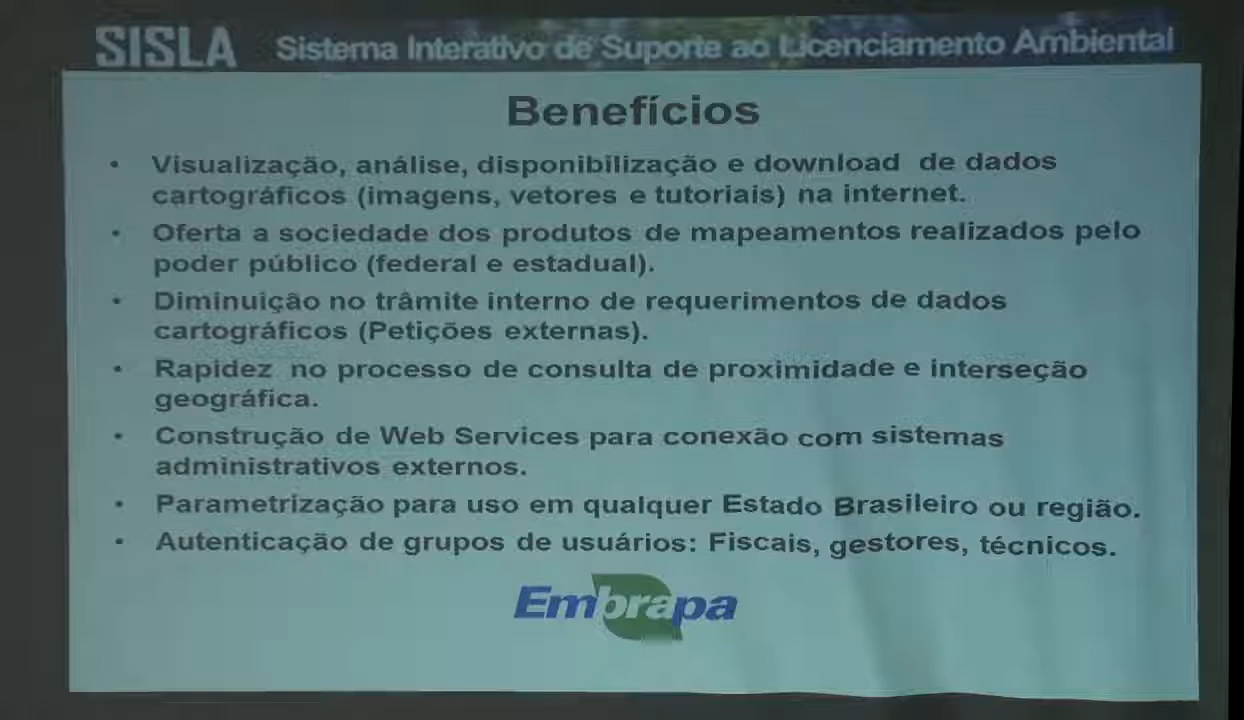 SISLA Sistema Interativo de Suporte ao Licenciamento Ambiental
Benefícios
• Visualização, análise, disponibilização e download de dados
cartográficos (imagens, vetores e tutoriais) na internet.
• Oferta a sociedade dos produtos de mapeamentos realizados pelo
poder público (federal e estadual).
• Diminuição no trâmite interno de requerimentos de dados
cartográficos (Petições externas).
• Rapidez no processo de consulta de proximidade e interseção
geográfica.
• Construção de Web Services para conexão com sistemas
administrativos externos.
• Parametrização para uso em qualquer Estado Brasileiro ou região.
• Autenticação de grupos de usuários: Fiscais, gestores, técnicos.
Embrapa